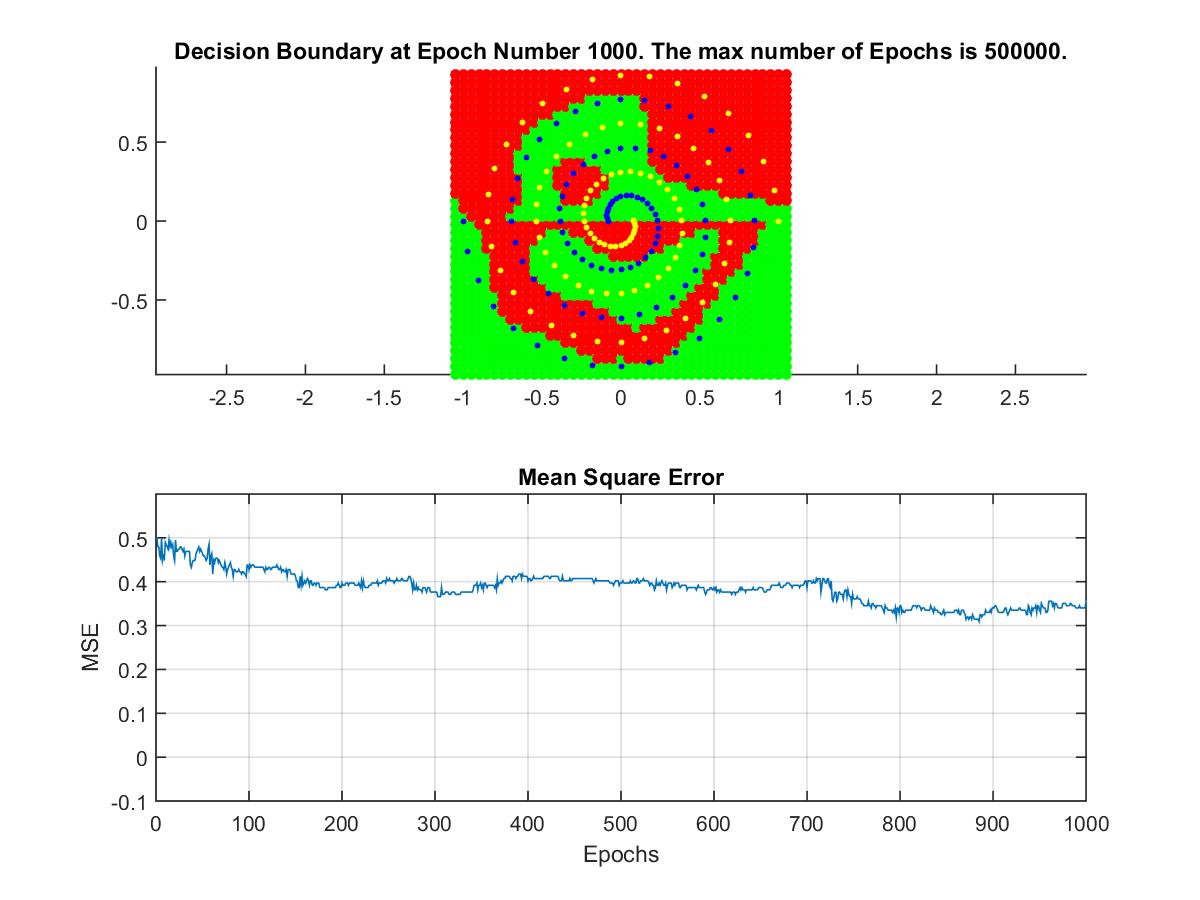 Decision Boundary at Epoch Number 1000. The max number of Epochs is 500000.
0.5
0
-0.5
-2.5 -2 -1.5 -1 -0.5 0 0.5 1 1.5 2 2.5
Mean Square Error
0.5
0.4
0.3
0.2
0.1
0
-0.1
MSE
0 100 200 300 400 500 600 700 800 900 1000
Epochs